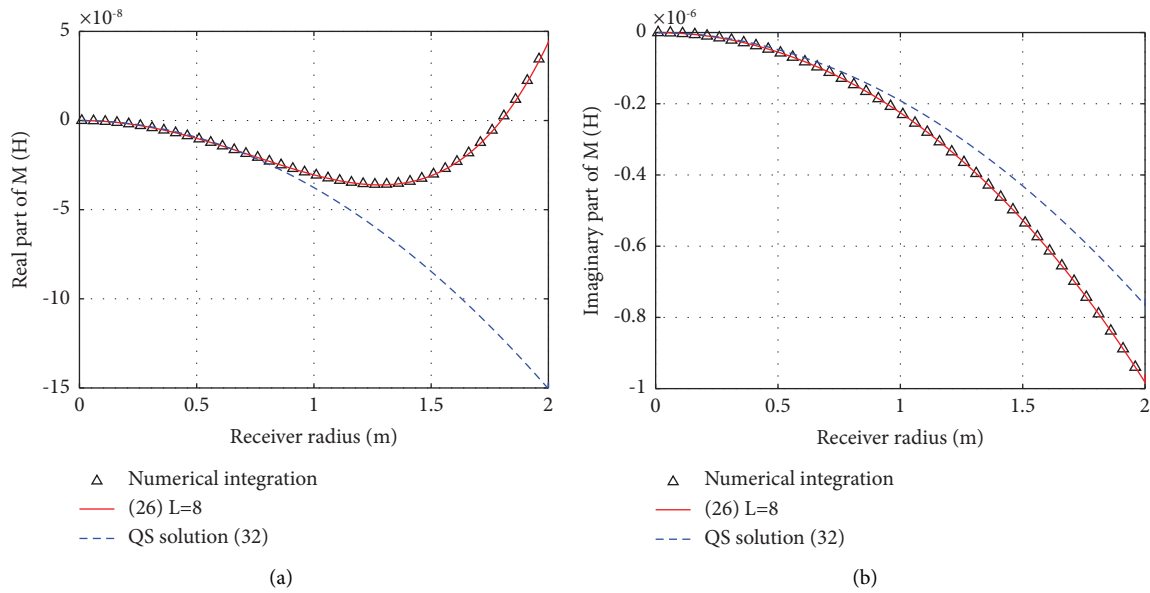 ×10-8
5
0
-5
-10
-15
Real part of M (H)
0
0.5
1
1.5
2
Receiver radius (m)
Numerical integration
(26) L=8
QS solution (32)
(a)
×10-6
0
-0.2
-0.4
-0.6
-0.8
-1
Imaginary part of M (H)
0
0.5
1
1.5
2
Receiver radius (m)
Numerical integration
(26) L=8
QS solution (32)
(b)